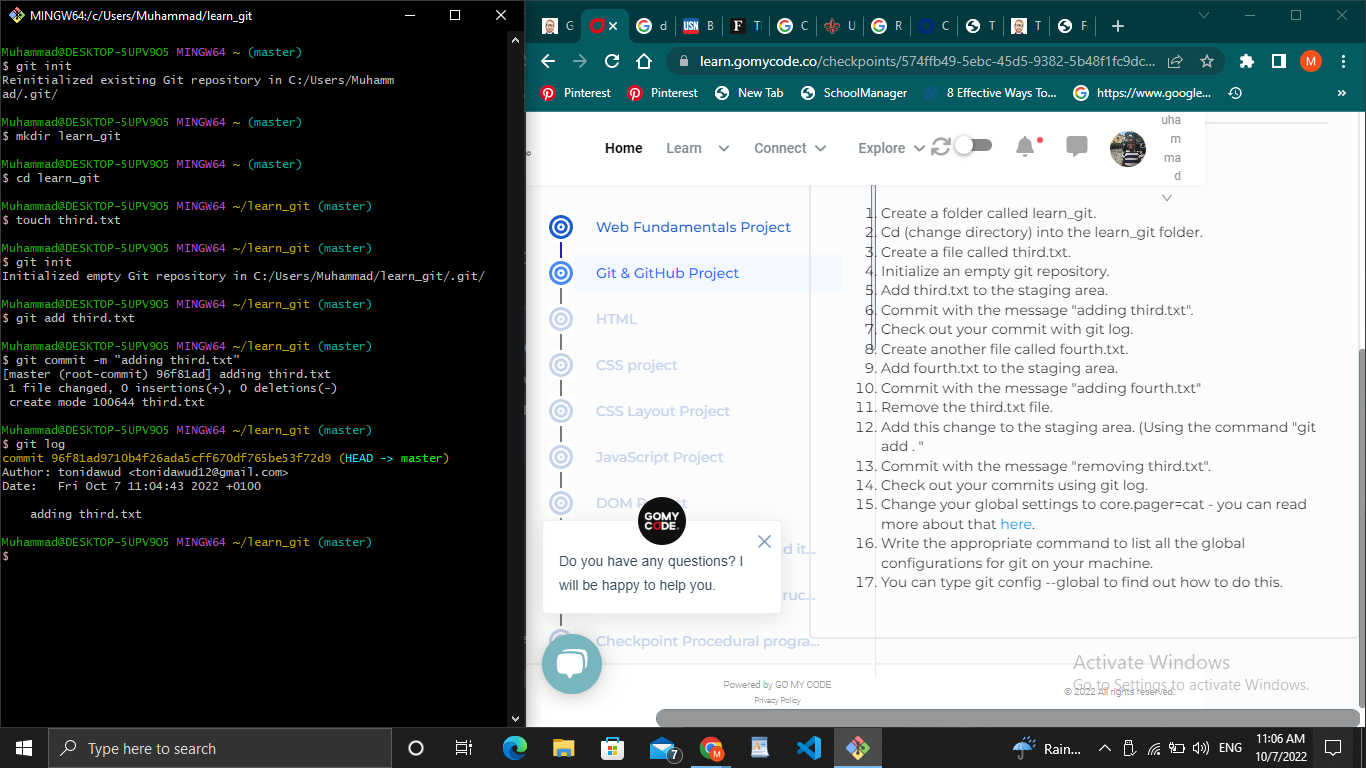 MINGW64:/c/Users/Muhammad/learn_git
Muhammad@DESKTOP-5UPV9O5 MINGW64 ~ (master)
$ git init
Reinitialized existing Git repository in C:/Users/Muhamm
ad/.git/
Muhammad@DESKTOP-5UPV9O5 MINGW64 ~ (master)
$ mkdir learn_git
Muhammad@DESKTOP-5UPV9O5 MINGW64 ~ (master)
$ cd learn_git
Muhammad@DESKTOP-5UPV9O5 MINGW64 ~/learn_git (master)
$ touch third.txt
Muhammad@DESKTOP-5UPV9O5 MINGW64 ~/learn_git (master)
$ git init
Initialized empty Git repository in C:/Users/Muhammad/learn_git/.git/
Muhammad@DESKTOP-5UPV9O5 MINGW64 ~/learn_git (master)
$ git add third.txt
Muhammad@DESKTOP-5UPV9O5 MINGW64 ~/learn_git (master)
$ git commit -m "adding third.txt"
[master (root-commit) 96f81ad] adding third.txt
1 file changed, 0 insertions(+), 0 deletions(-)
create mode 100644 third.txt
Muhammad@DESKTOP-5UPV9O5 MINGW64 ~/learn_git (master)
$ git log
commit 96f81ad9710b4f26ada5cff670df765be53f72d9 (HEAD -> master)
Author: tonidawud <tonidawud12@gmail.com>
Date: Fri Oct 7 11:04:43 2022 +0100
adding third.txt
Muhammad@DESKTOP-5UPV9O5 MINGW64 ~/learn_git (master)
$
G d USN B T C U R C T T F
learn.gomycode.co/checkpoints/574ffb49-5ebc-45d5-9382-5b48f1fc9dc... M
Pinterest Pinterest New Tab SchoolManager 8 Effective Ways To... https://www.google... »
Home Learn Connect Explore
uha
m
ma
d
Web Fundamentals Project
Git & GitHub Project
HTML
CSS project
CSS Layout Project
JavaScript Project
DOM
GOMY
CODE
Do you have any questions? I
will be happy to help you.
Checkpoint Procedural progra...
1. Create a folder called learn_git.
2. Cd (change directory) into the learn_git folder.
3. Create a file called third.txt.
4. Initialize an empty git repository.
5. Add third.txt to the staging area.
6. Commit with the message "adding third.txt".
7. Check out your commit with git log.
8. Create another file called fourth.txt.
9. Add fourth.txt to the staging area.
10. Commit with the message "adding fourth.txt"
11. Remove the third.txt file.
12. Add this change to the staging area. (Using the command "git
add . "
13. Commit with the message "removing third.txt".
14. Check out your commits using git log.
15. Change your global settings to core.pager=cat - you can read
more about that here.
16. Write the appropriate command to list all the global
configurations for git on your machine.
17. You can type git config --global to find out how to do this.
Powered by GO MY CODE
Privacy Policy
© 2022 All rights reserved.
Activate Windows
Go to Settings to activate Windows.
Type here to search
7
M
Rain...
ENG
11:06 AM
10/7/2022